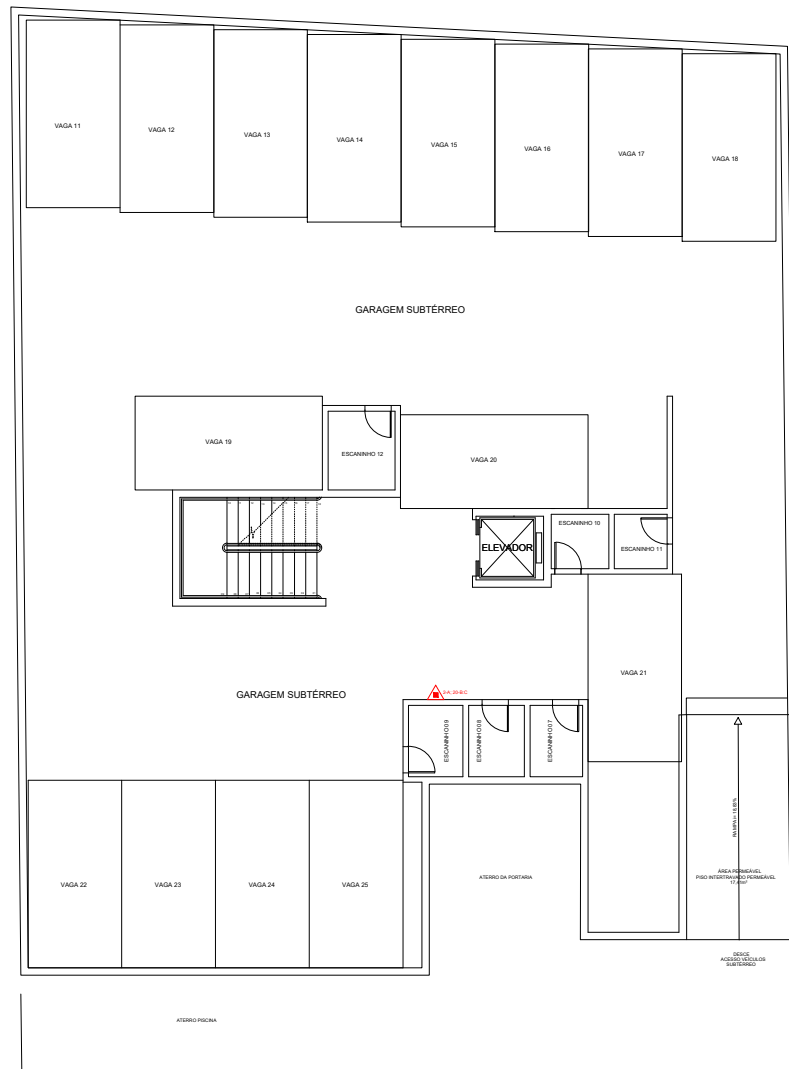 VAGA 11
VAGA 12
VAGA 13
VAGA 14
VAGA 15
VAGA 16
VAGA 17
VAGA 18
GARAGEM SUBTÉRREO
VAGA 19
ESCANINHO 12
VAGA 20
ESCANINHO 10
ESCANINHO 11
ELEVADOR
VAGA 21
GARAGEM SUBTÉRREO
2-A, 20-B:C
ESCANINHO 09
ESCANINHO 08
ESCANINHO 07
VAGA 22
VAGA 23
VAGA 24
VAGA 25
ATERRO DA PORTARIA
ÁREA PERMEÁVEL
PISO INTERTRAVADO PERMEÁVEL
DESCE
ACESSO VEÍCULOS
SUBTÉRREO
ATERRO PISCINA